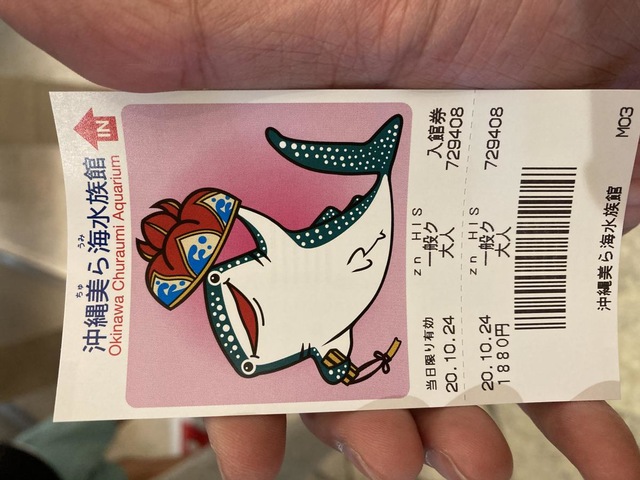 IN
ちゅ うみ
沖縄美ら海水族館
Okinawa Churaumi Aquarium
入館券
729408
zn HIS
一般ク
大人
当日限り有効
20.10.24
729408
zn HIS
一般ク
大人
20.10.24
1880円
沖縄美ら海水族館
M03